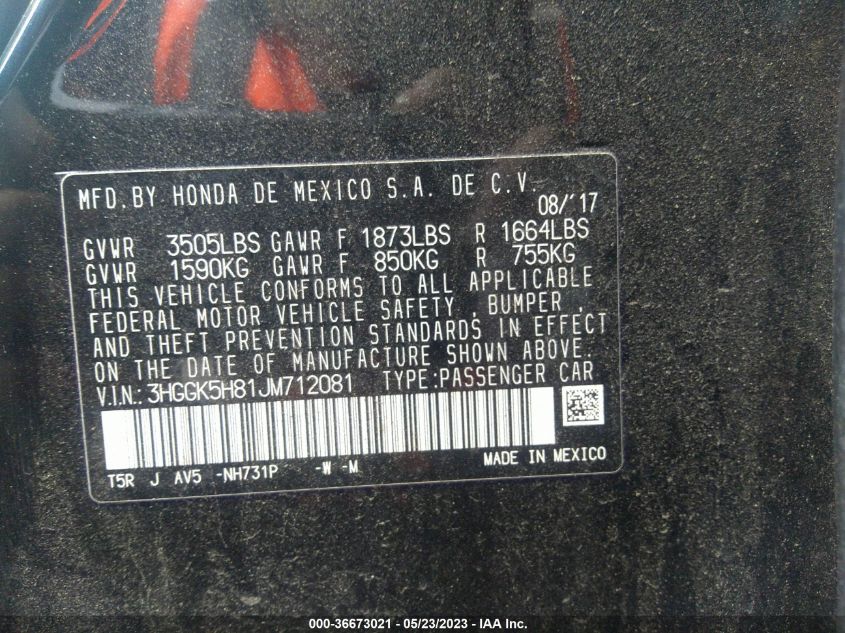 MFD.BY HONDA DE MEXICO S.A. DE C.V.
08/'17
GVWR 3505LBS GAWR F 1873LBS R 1664LBS
GVWR 1590KG GAWR F 850KG R 755KG
THIS VEHICLE CONFORMS TO ALL APPLICABLE
FEDERAL MOTOR VEHICLE SAFETY , BUMPER ,
AND THEFT PREVENTION STANDARDS IN EFFECT
ON THE DATE OF MANUFACTURE SHOWN ABOVE.
V.I.N.: 3HGGK5H81JM712081 TYPE:PASSENGER CAR
T5R J AV5 -NH731P -W -M MADE IN MEXICO
000-36673021 - 05/23/2023 - IAA Inc.